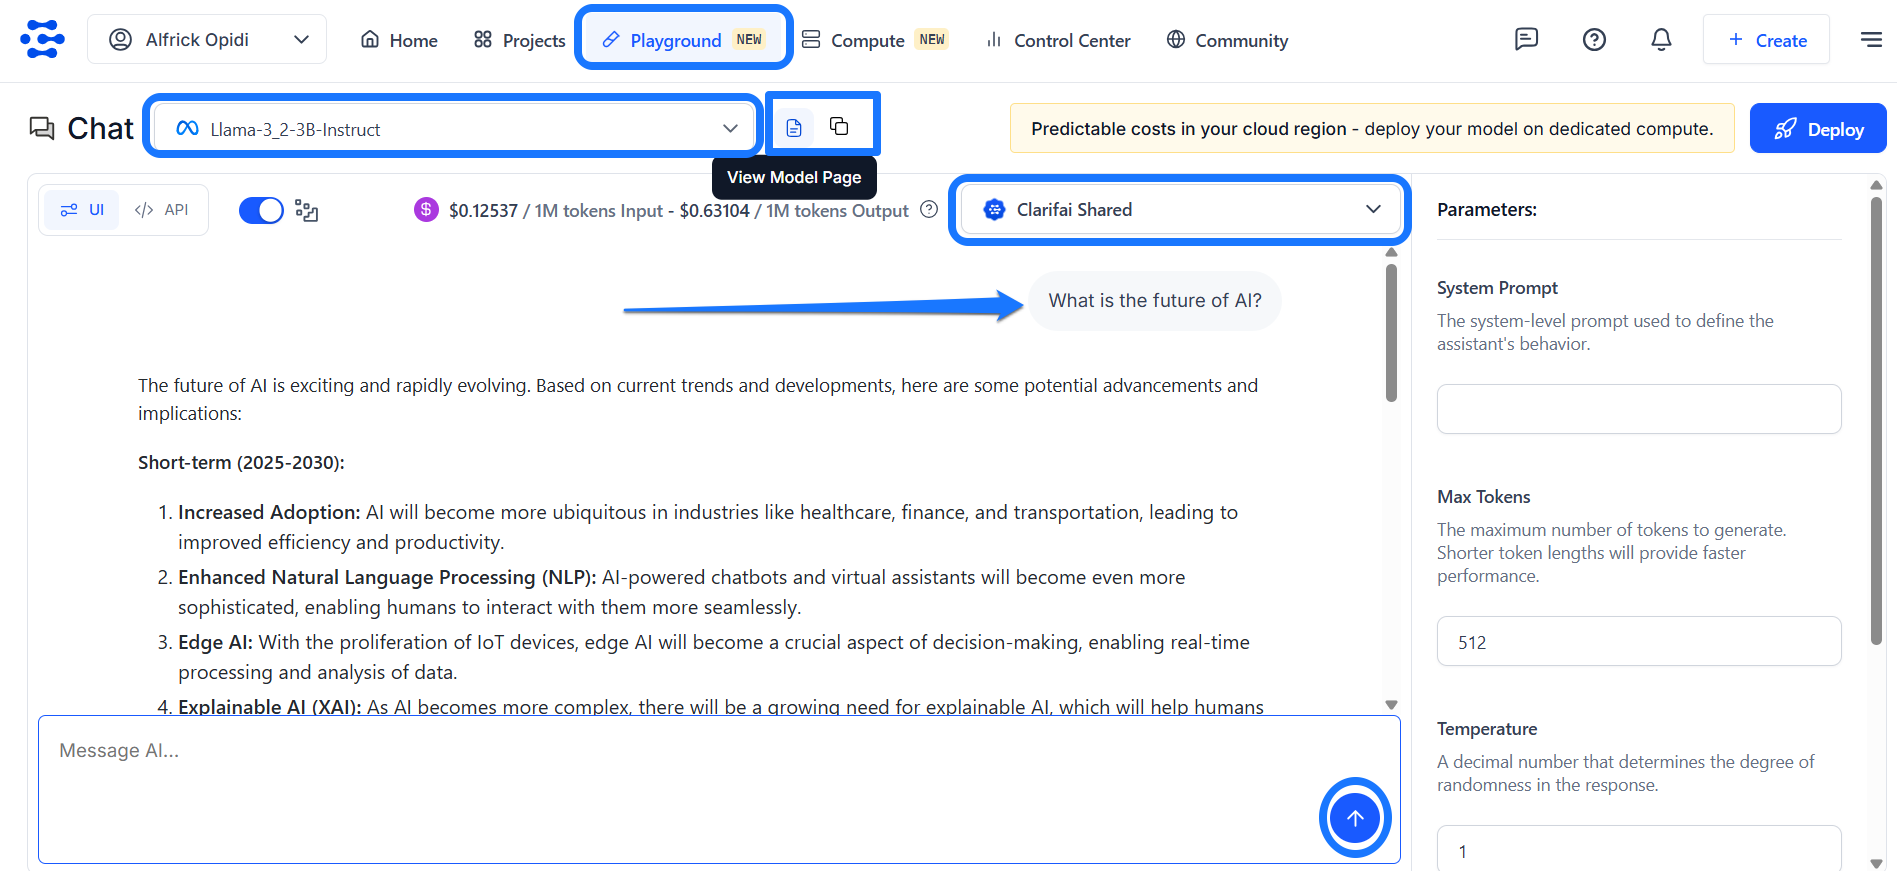 Alfrick Opidi
Home
Projects
Playground NEW
Compute NEW
Control Center
Community
+ Create
Chat
Llama-3_2-3B-Instruct
View Model Page
Predictable costs in your cloud region - deploy your model on dedicated compute.
Deploy
UI
</> API
$ $0.12537 / 1M tokens Input - $0.63104 / 1M tokens Output ?
Clarifai Shared
What is the future of AI?
The future of AI is exciting and rapidly evolving. Based on current trends and developments, here are some potential advancements and
implications:
Short-term (2025-2030):
1. Increased Adoption: AI will become more ubiquitous in industries like healthcare, finance, and transportation, leading to
improved efficiency and productivity.
2. Enhanced Natural Language Processing (NLP): AI-powered chatbots and virtual assistants will become even more
sophisticated, enabling humans to interact with them more seamlessly.
3. Edge AI: With the proliferation of IoT devices, edge AI will become a crucial aspect of decision-making, enabling real-time
processing and analysis of data.
4. Explainable AI (XAI): As AI becomes more complex, there will be a growing need for explainable AI, which will help humans
Message AI...
Parameters:
System Prompt
The system-level prompt used to define the
assistant's behavior.
Max Tokens
The maximum number of tokens to generate.
Shorter token lengths will provide faster
performance.
512
Temperature
A decimal number that determines the degree of
randomness in the response.
1